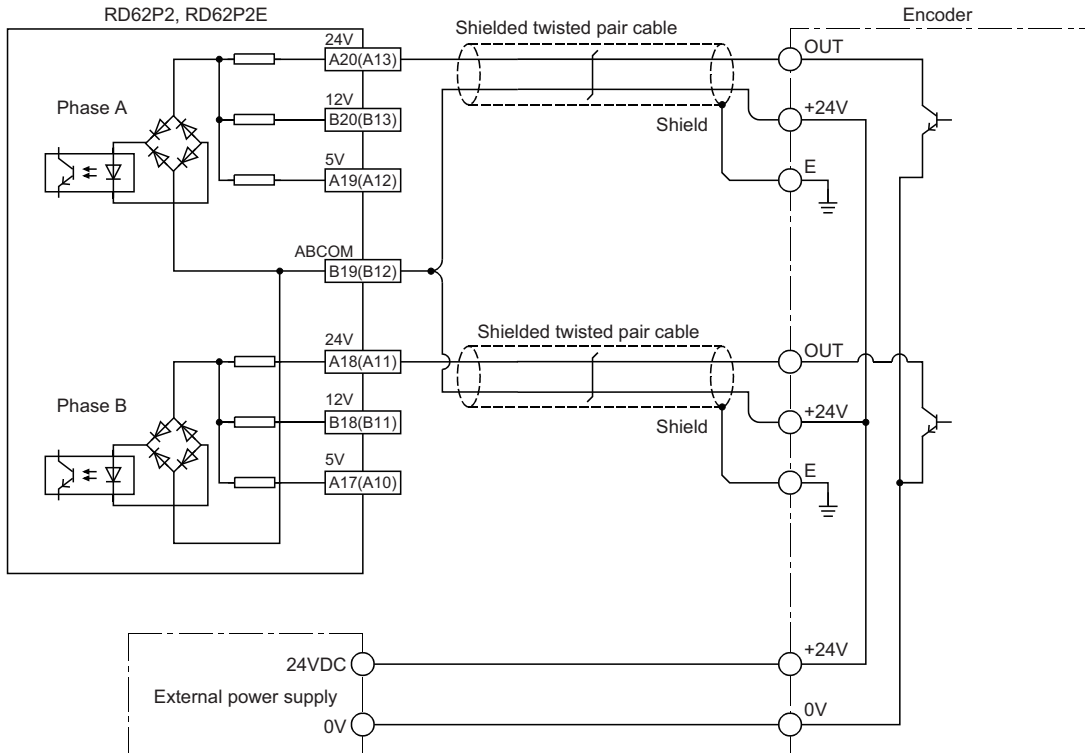 RD62P2, RD62P2E
Encoder
Shielded twisted pair cable
24V
A20(A13)
OUT
Phase A
12V
B20(B13)
+24V
Shield
5V
A19(A12)
E
ABCOM
B19(B12)
Shielded twisted pair cable
24V
A18(A11)
OUT
Phase B
12V
B18(B11)
+24V
Shield
5V
A17(A10)
E
24VDC
+24V
External power supply
0V
0V